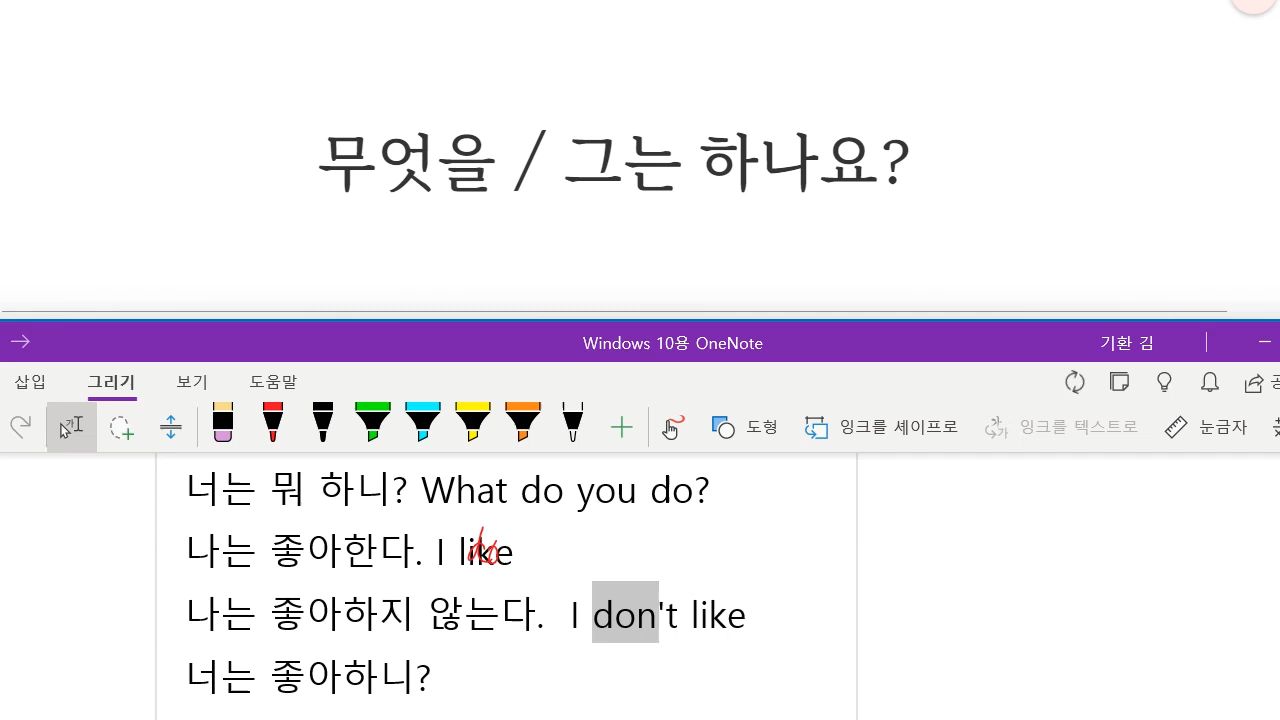 무엇을 / 그는 하나요?
Windows 10용 OneNote
기환 김
삽입 그리기 보기 도움말
가 도형 잉크를 셰이프로 가 잉크를 텍스트로 눈금자
너는 뭐 하니? What do you do?
나는 좋아한다. I like
do
나는 좋아하지 않는다. I don't like
너는 좋아하니?